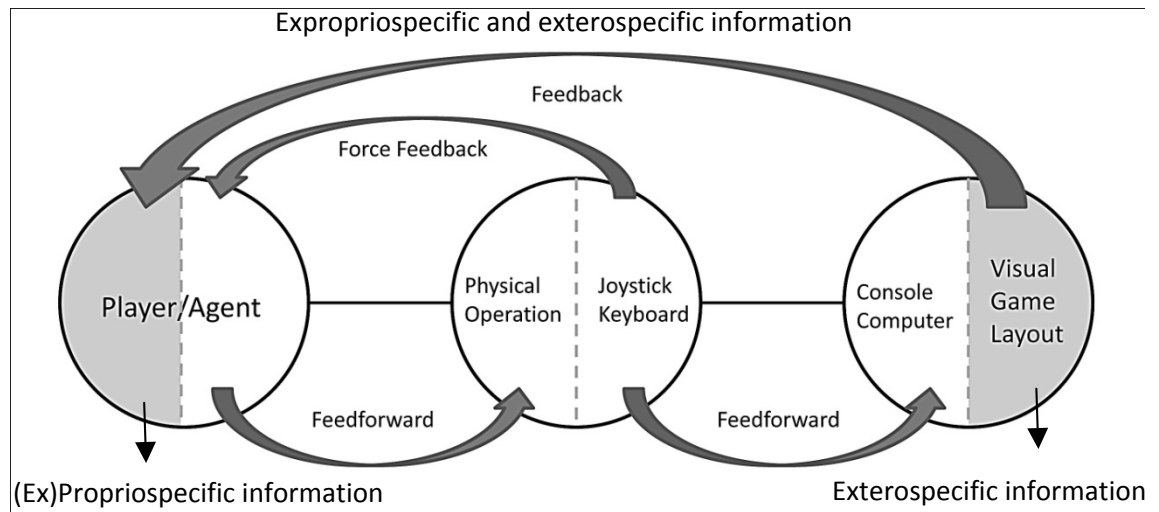 Expropriospecific and exterospecific information
Feedback
Force Feedback
Player/Agent
Physical
Operation
Joystick
Keyboard
Console
Computer
Visual
Game
Layout
Feedforward
Feedforward
(Ex)Propriospecific information
Exterospecific information